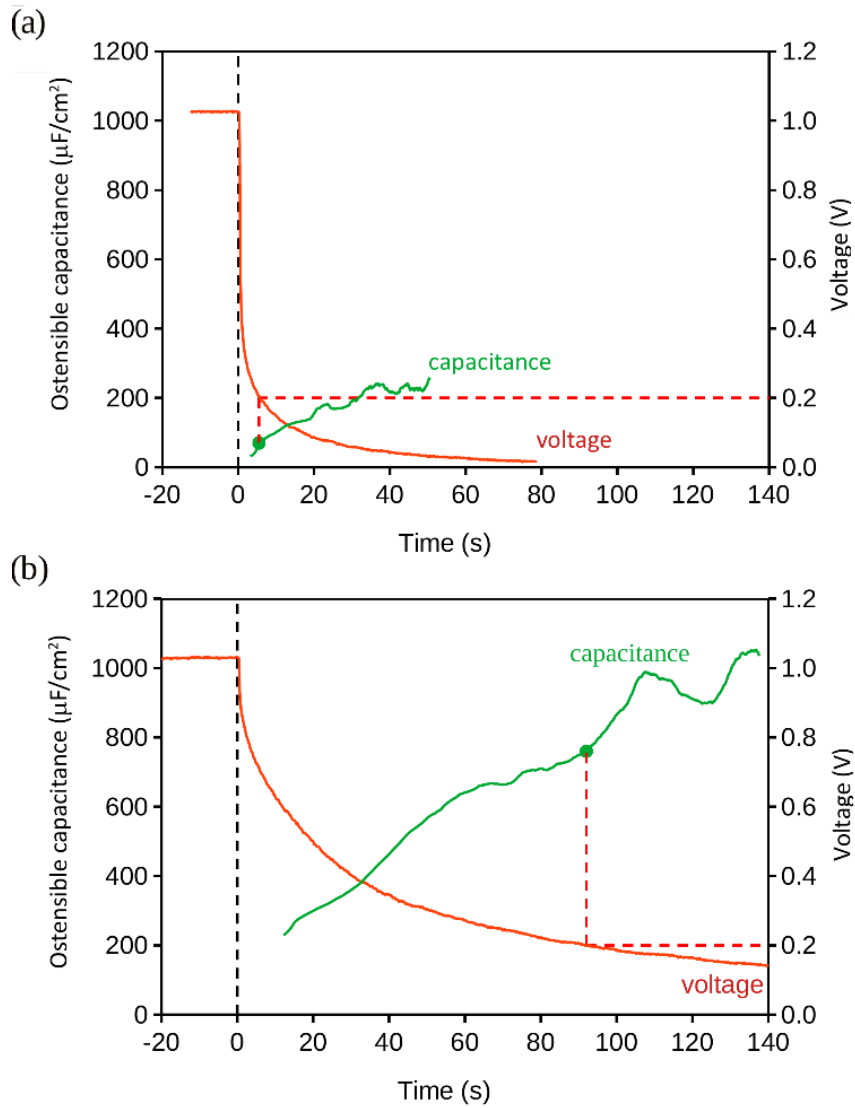 (a)
Ostensible capacitance (µF/cm²)
1200
1000
800
600
400
200
0
capacitance
voltage
1.2
1.0
0.8
0.6
0.4
0.2
0.0
Voltage (V)
-20 0 20 40 60 80 100 120 140
Time (s)
(b)
Ostensible capacitance (µF/cm²)
1200
1000
800
600
400
200
0
capacitance
voltage
1.2
1.0
0.8
0.6
0.4
0.2
0.0
Voltage (V)
-20 0 20 40 60 80 100 120 140
Time (s)